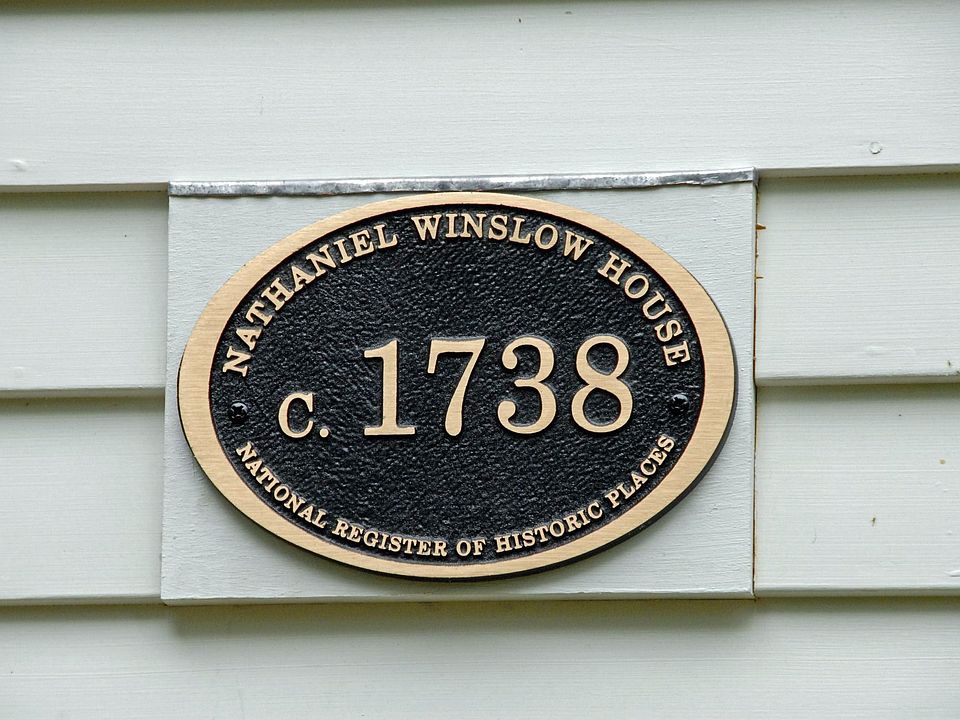 NATHANIEL WINSLOW HOUSE
C. 1738
NATIONAL REGISTER OF HISTORIC PLACES